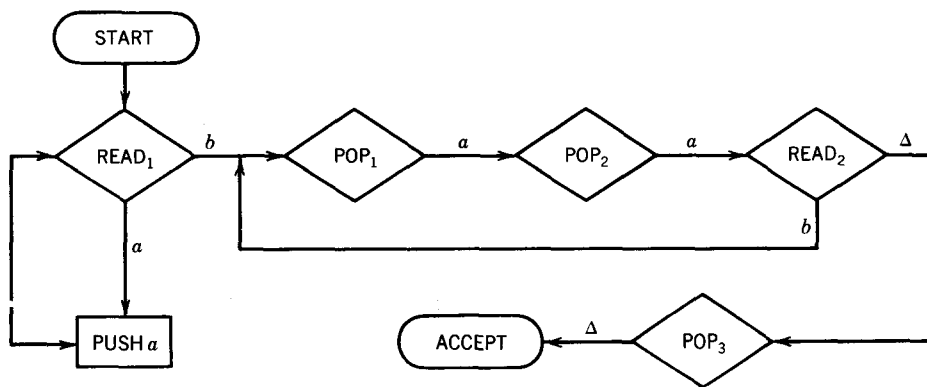 START
READ₁
b
POP₁
a
POP₂
a
READ₂
Δ
a
b
PUSH a
ACCEPT
Δ
POP₃